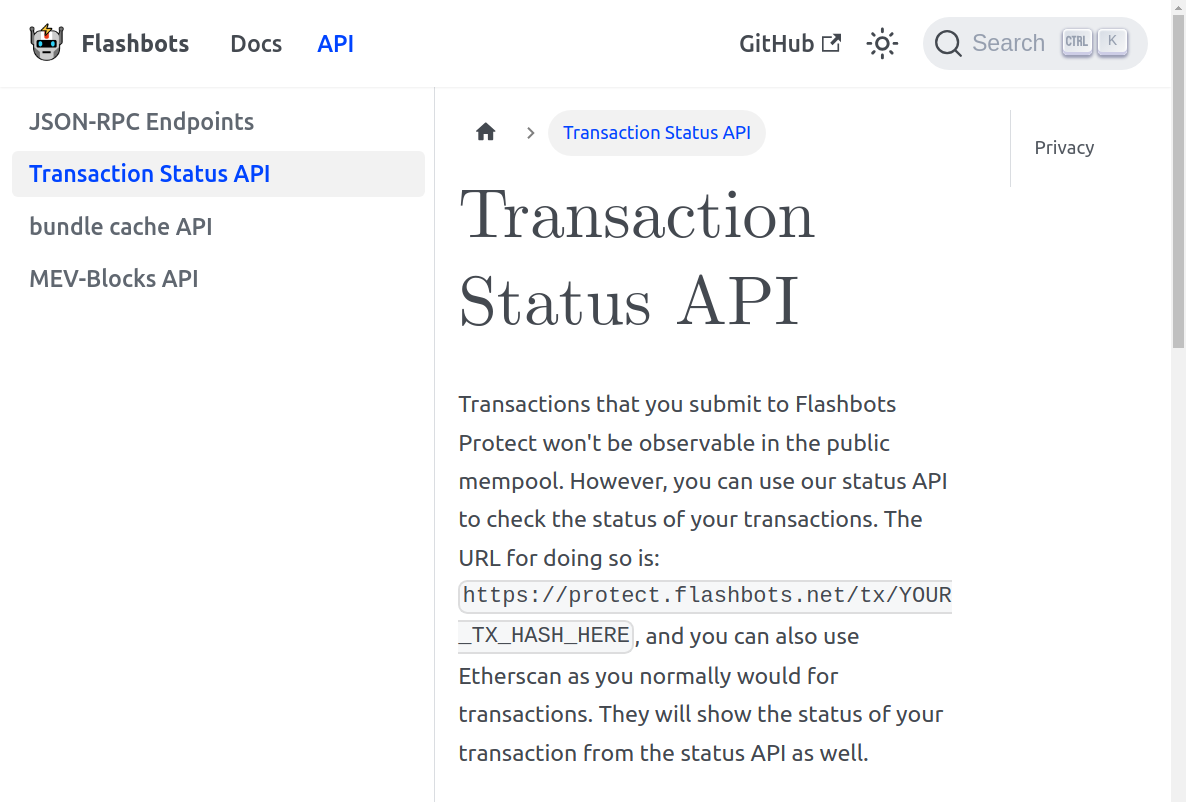 Flashbots Docs API GitHub Search CTRL K
JSON-RPC Endpoints
Transaction Status API
bundle cache API
MEV-Blocks API
Transaction Status API
Privacy
Transaction
Status API
Transactions that you submit to Flashbots
Protect won't be observable in the public
mempool. However, you can use our status API
to check the status of your transactions. The
URL for doing so is:
https://protect.flashbots.net/tx/YOUR
_TX_HASH_HERE, and you can also use
Etherscan as you normally would for
transactions. They will show the status of your
transaction from the status API as well.